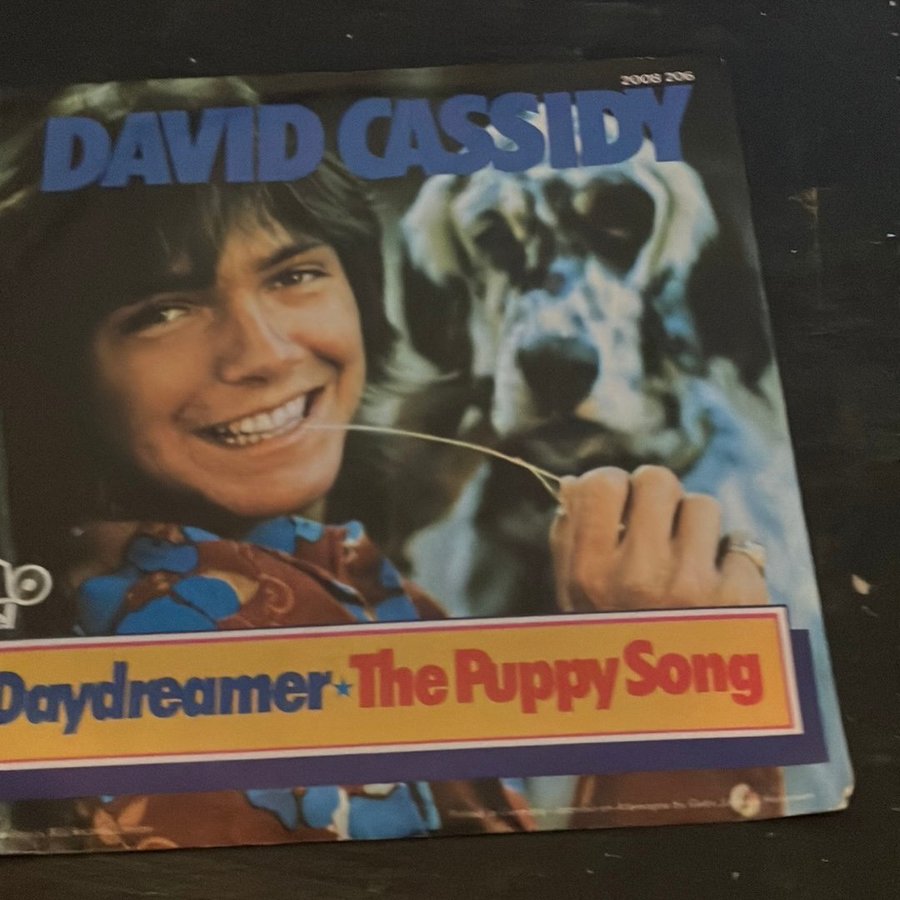 2008 206
DAVID CASSIDY
Daydreamer ★ The Puppy Song